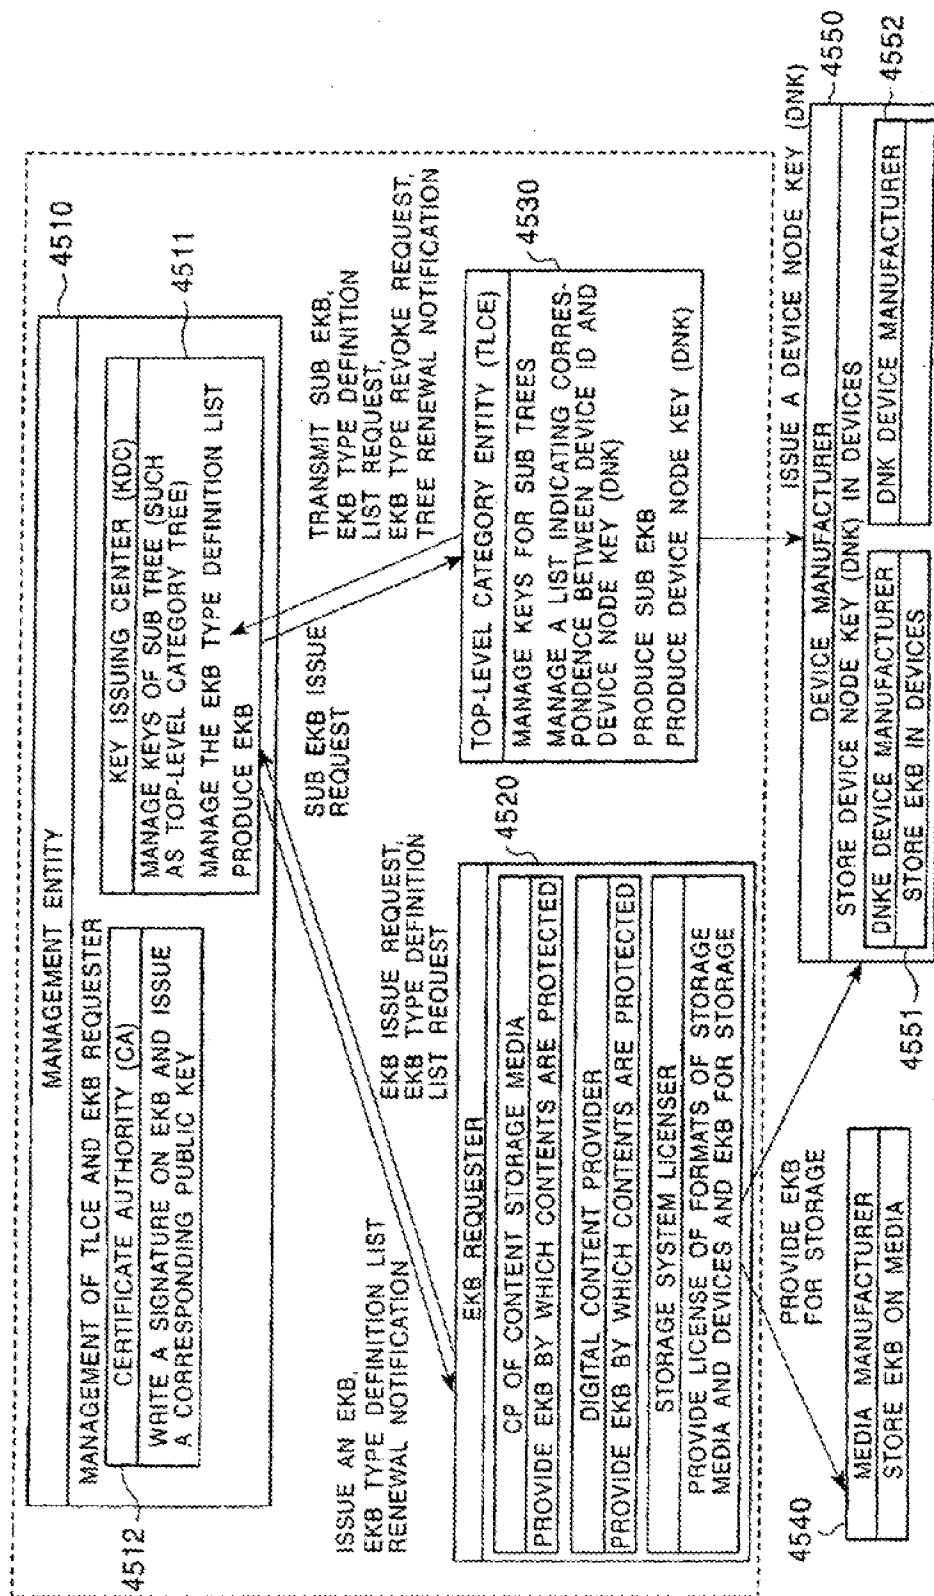 MANAGEMENT ENTITY
4510
MANAGEMENT OF TLCE AND EKB REQUESTER
CERTIFICATE AUTHORITY (CA)
WRITE A SIGNATURE ON EKB AND ISSUE
A CORRESPONDING PUBLIC KEY
4512
KEY ISSUING CENTER (KDC)
MANAGE KEYS OF SUB TREE (SUCH
AS TOP-LEVEL CATEGORY TREE)
MANAGE THE EKB TYPE DEFINITION LIST
PRODUCE EKB
4511
ISSUE AN EKB,
EKB TYPE DEFINITION LIST
RENEWAL NOTIFICATION
EKB ISSUE REQUEST,
EKB TYPE DEFINITION
LIST REQUEST
SUB EKB ISSUE
REQUEST
TRANSMIT SUB EKB,
EKB TYPE DEFINITION
LIST REQUEST,
EKB TYPE REVOKE REQUEST,
TREE RENEWAL NOTIFICATION
EKB REQUESTER
4520
CP OF CONTENT STORAGE MEDIA
PROVIDE EKB BY WHICH CONTENTS ARE PROTECTED
DIGITAL CONTENT PROVIDER
PROVIDE EKB BY WHICH CONTENTS ARE PROTECTED
STORAGE SYSTEM LICENSER
PROVIDE LICENSE OF FORMATS OF STORAGE
MEDIA AND DEVICES AND EKB FOR STORAGE
4530
TOP-LEVEL CATEGORY ENTITY (TLCE)
MANAGE KEYS FOR SUB TREES
MANAGE A LIST INDICATING CORRES-
PONDENCE BETWEEN DEVICE ID AND
DEVICE NODE KEY (DNK)
PRODUCE SUB EKB
PRODUCE DEVICE NODE KEY (DNK)
PROVIDE EKB
FOR STORAGE
ISSUE A DEVICE NODE KEY (DNK)
4540
MEDIA MANUFACTURER
STORE EKB ON MEDIA
4550
DEVICE MANUFACTURER
STORE DEVICE NODE KEY (DNK) IN DEVICES
4551
DNKE DEVICE MANUFACTURER
STORE EKB IN DEVICES
4552
DNK DEVICE MANUFACTURER